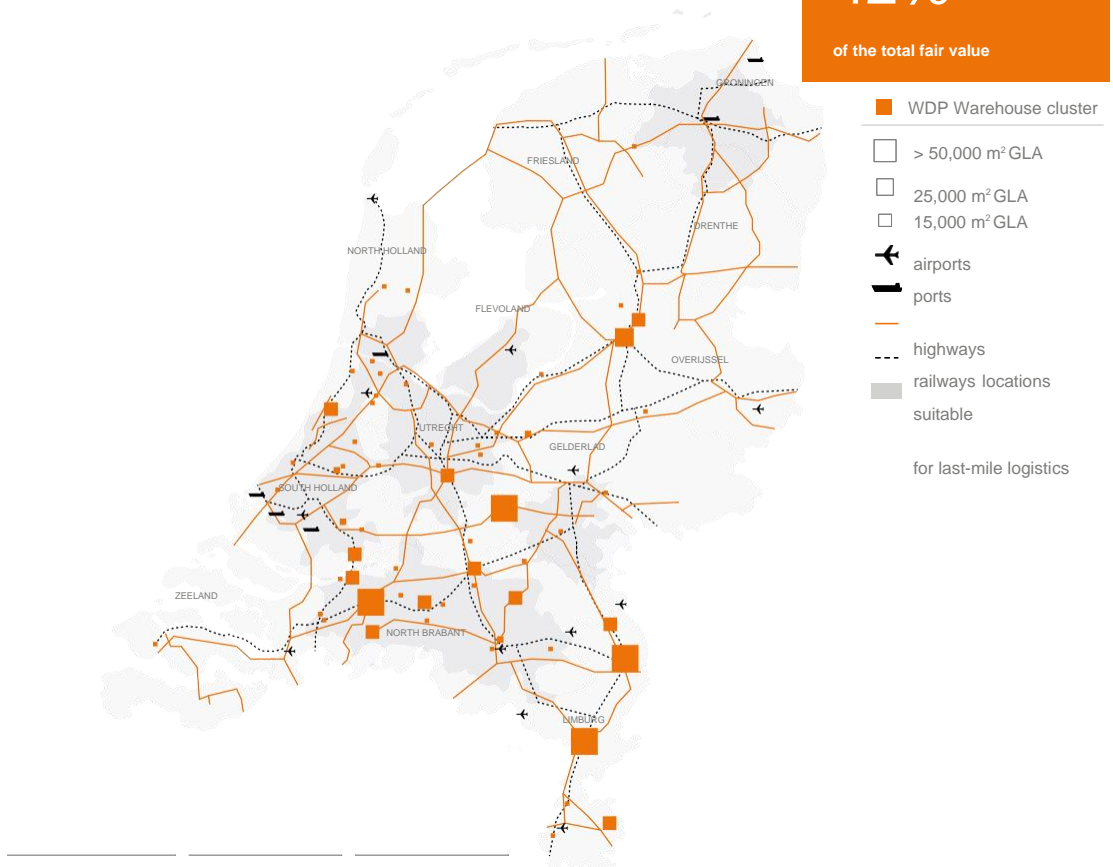 of the total fair value
GRONINGEN
WDP Warehouse cluster
> 50,000 m² GLA
FRIESLAND
25,000 m² GLA
15,000 m² GLA
DRENTHE
NORTH HOLLAND
airports
ports
FLEVOLAND
highways
OVERIJSSEL
railways locations
suitable
UTRECHT
GELDERLAD
for last-mile logistics
SOUTH HOLLAND
ZEELAND
NORTH BRABANT
LIMBURG